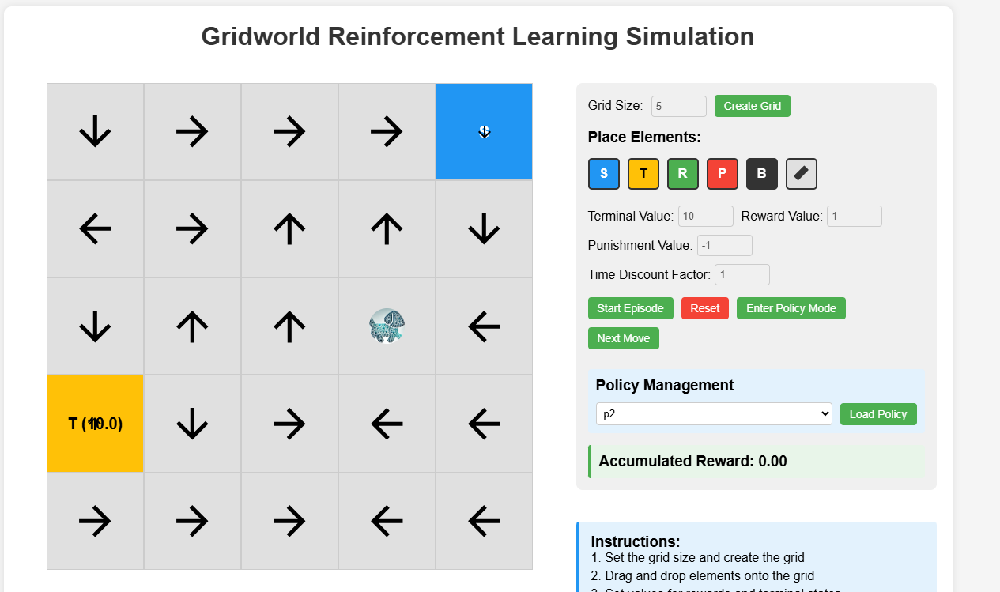 Gridworld Reinforcement Learning Simulation
Grid Size: 5 Create Grid
Place Elements:
S T R P B
Terminal Value: 10 Reward Value: 1
Punishment Value: -1
Time Discount Factor: 1
Start Episode Reset Enter Policy Mode
Next Move
Policy Management
p2 Load Policy
Accumulated Reward: 0.00
T (10.0)
Instructions:
1. Set the grid size and create the grid
2. Drag and drop elements onto the grid
3. Set values for rewards and terminal states